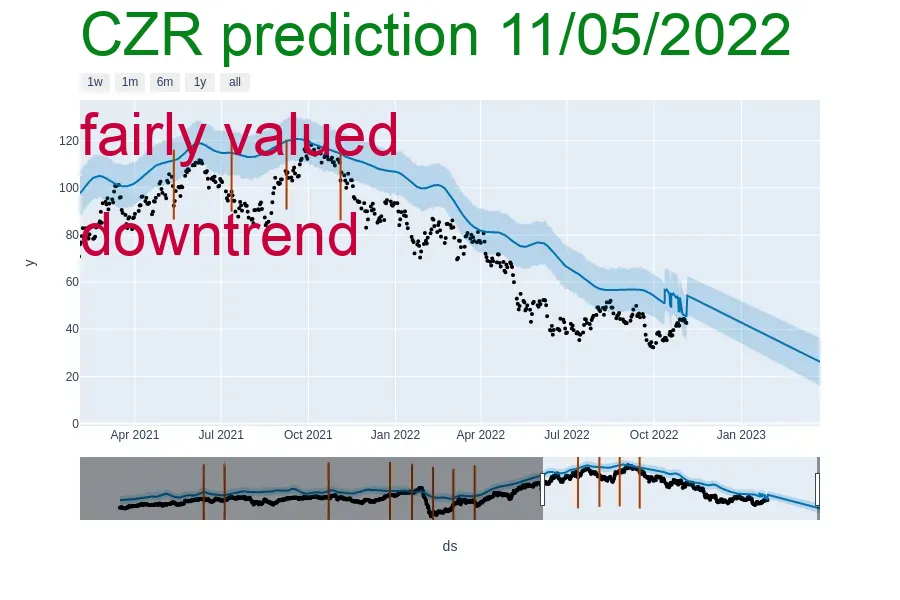 CZR prediction 11/05/2022
1w 1m 6m 1y all
fairly valued
downtrend
120
100
80
60
40
20
0
y
Apr 2021 Jul 2021 Oct 2021 Jan 2022 Apr 2022 Jul 2022 Oct 2022 Jan 2023
ds